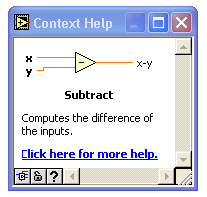 Context Help
x
y
x-y
Subtract
Computes the difference of
the inputs.
Click here for more help.
?